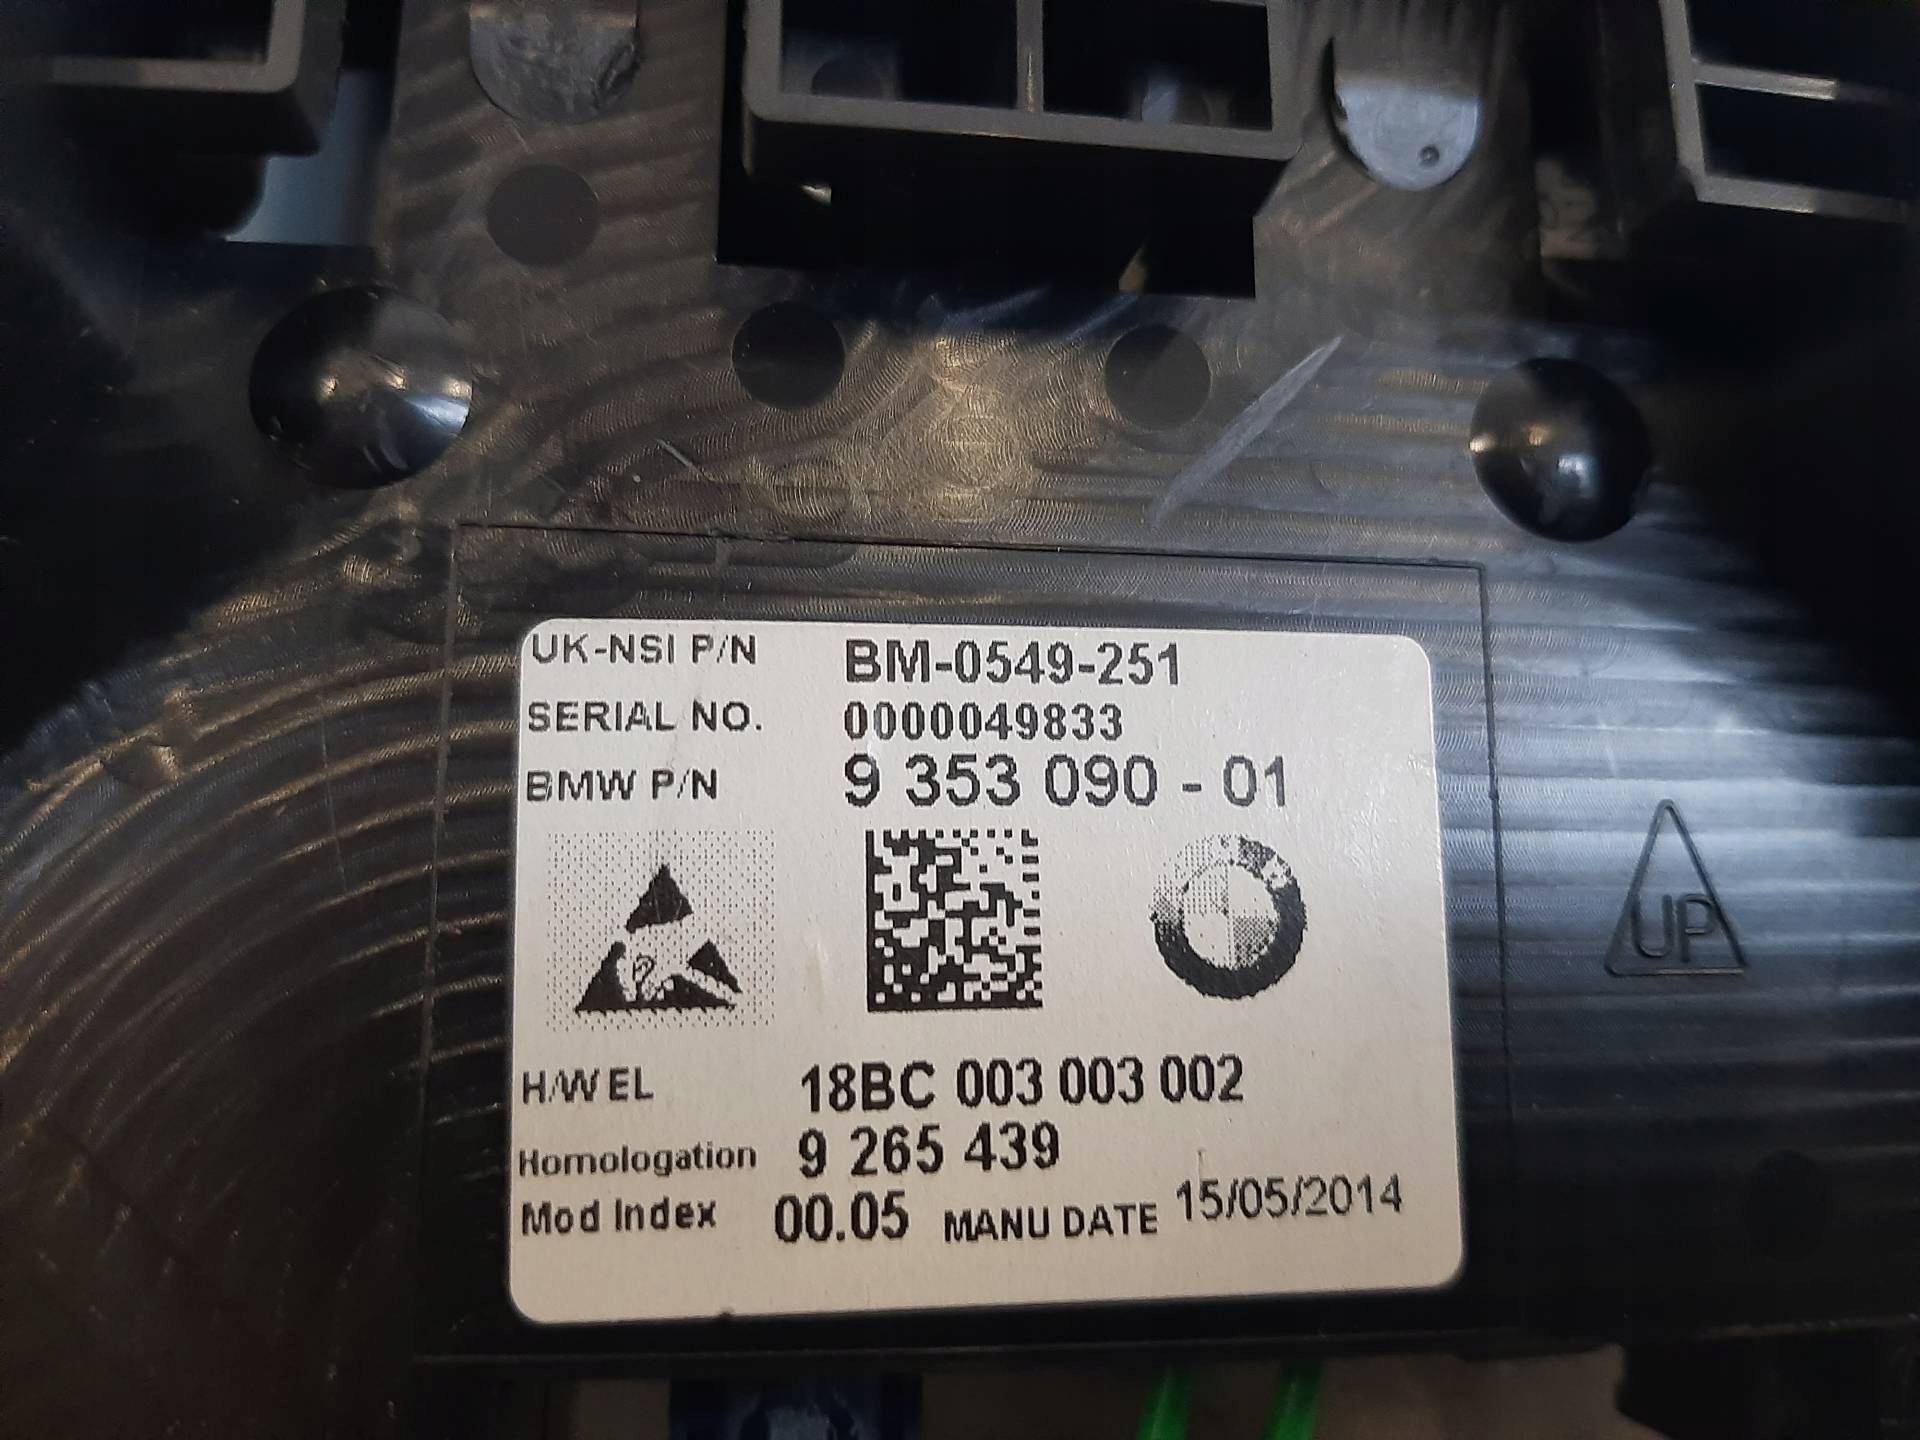 UK-NSI P/N BM-0549-251
SERIAL NO. 0000049833
BMW P/N 9 353 090 - 01
UP
H/W EL 18BC 003 003 002
Homologation 9 265 439
Mod Index 00.05 MANU DATE 15/05/2014